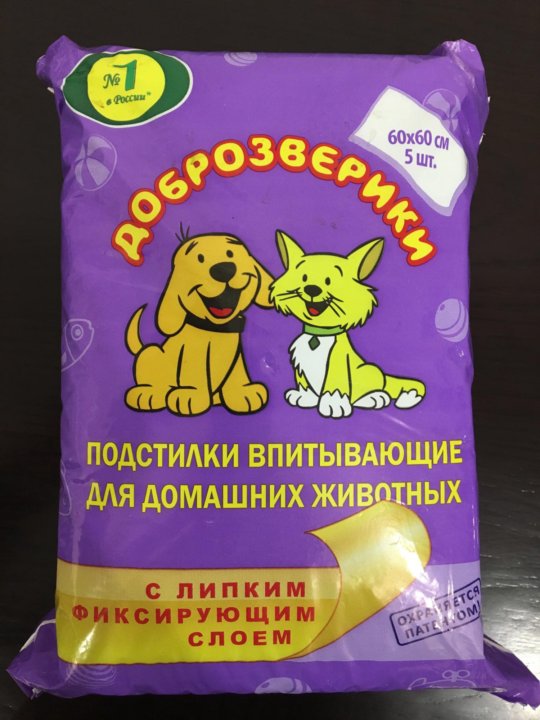 №1
в России*
60х60 см
5 шт.
ДОБРОЗВЕРИКИ
ПОДСТИЛКИ ВПИТЫВАЮЩИЕ
ДЛЯ ДОМАШНИХ ЖИВОТНЫХ
С ЛИПКИМ
ФИКСИРУЮЩИМ
СЛОЕМ
ОХРАНЯЕТСЯ
ПАТЕНТОМ!